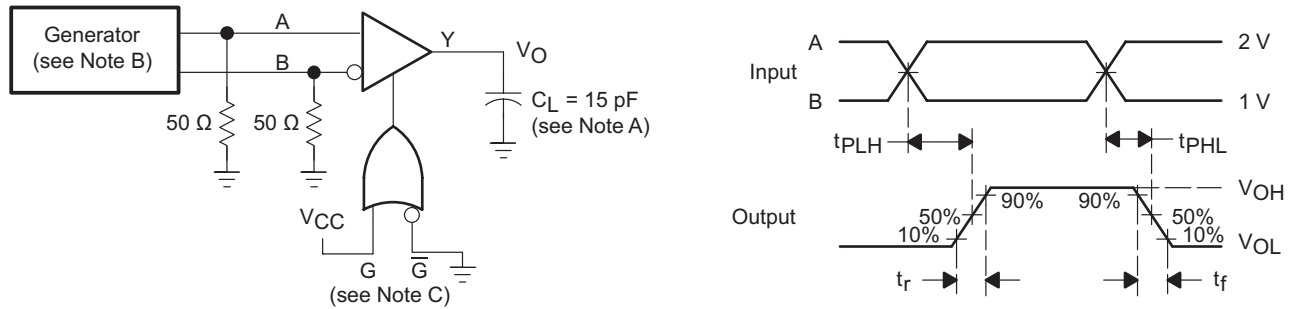 Generator
(see Note B)
A
B
Y
VO
50 Ω
50 Ω
CL = 15 pF
(see Note A)
VCC
G
G̅
(see Note C)
A
Input
B
2 V
1 V
tPLH
tPHL
Output
VOH
90%
90%
50%
50%
10%
10%
VOL
tr
tf